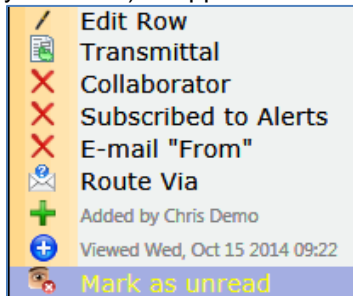 Edit Row
Transmittal
Collaborator
Subscribed to Alerts
E-mail "From"
Route Via
Added by Chris Demo
Viewed Wed, Oct 15 2014 09:22
Mark as unread